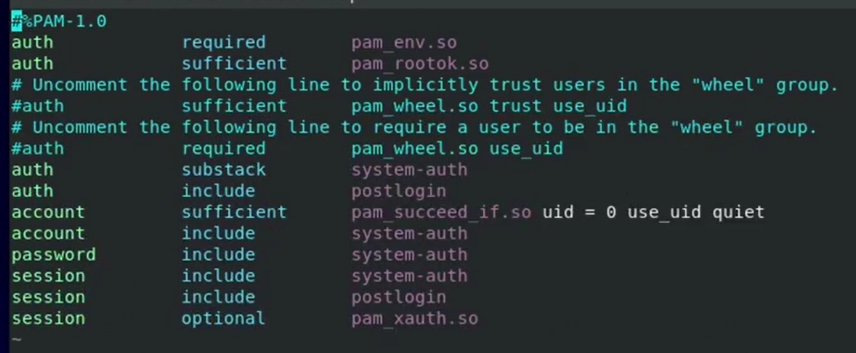 #%PAM-1.0
auth            required        pam_env.so
auth            sufficient      pam_rootok.so
# Uncomment the following line to implicitly trust users in the "wheel" group.
#auth           sufficient      pam_wheel.so trust use_uid
# Uncomment the following line to require a user to be in the "wheel" group.
#auth           required        pam_wheel.so use_uid
auth            substack        system-auth
auth            include         postlogin
account         sufficient      pam_succeed_if.so uid = 0 use_uid quiet
account         include         system-auth
password        include         system-auth
session         include         system-auth
session         include         postlogin
session         optional        pam_xauth.so
~